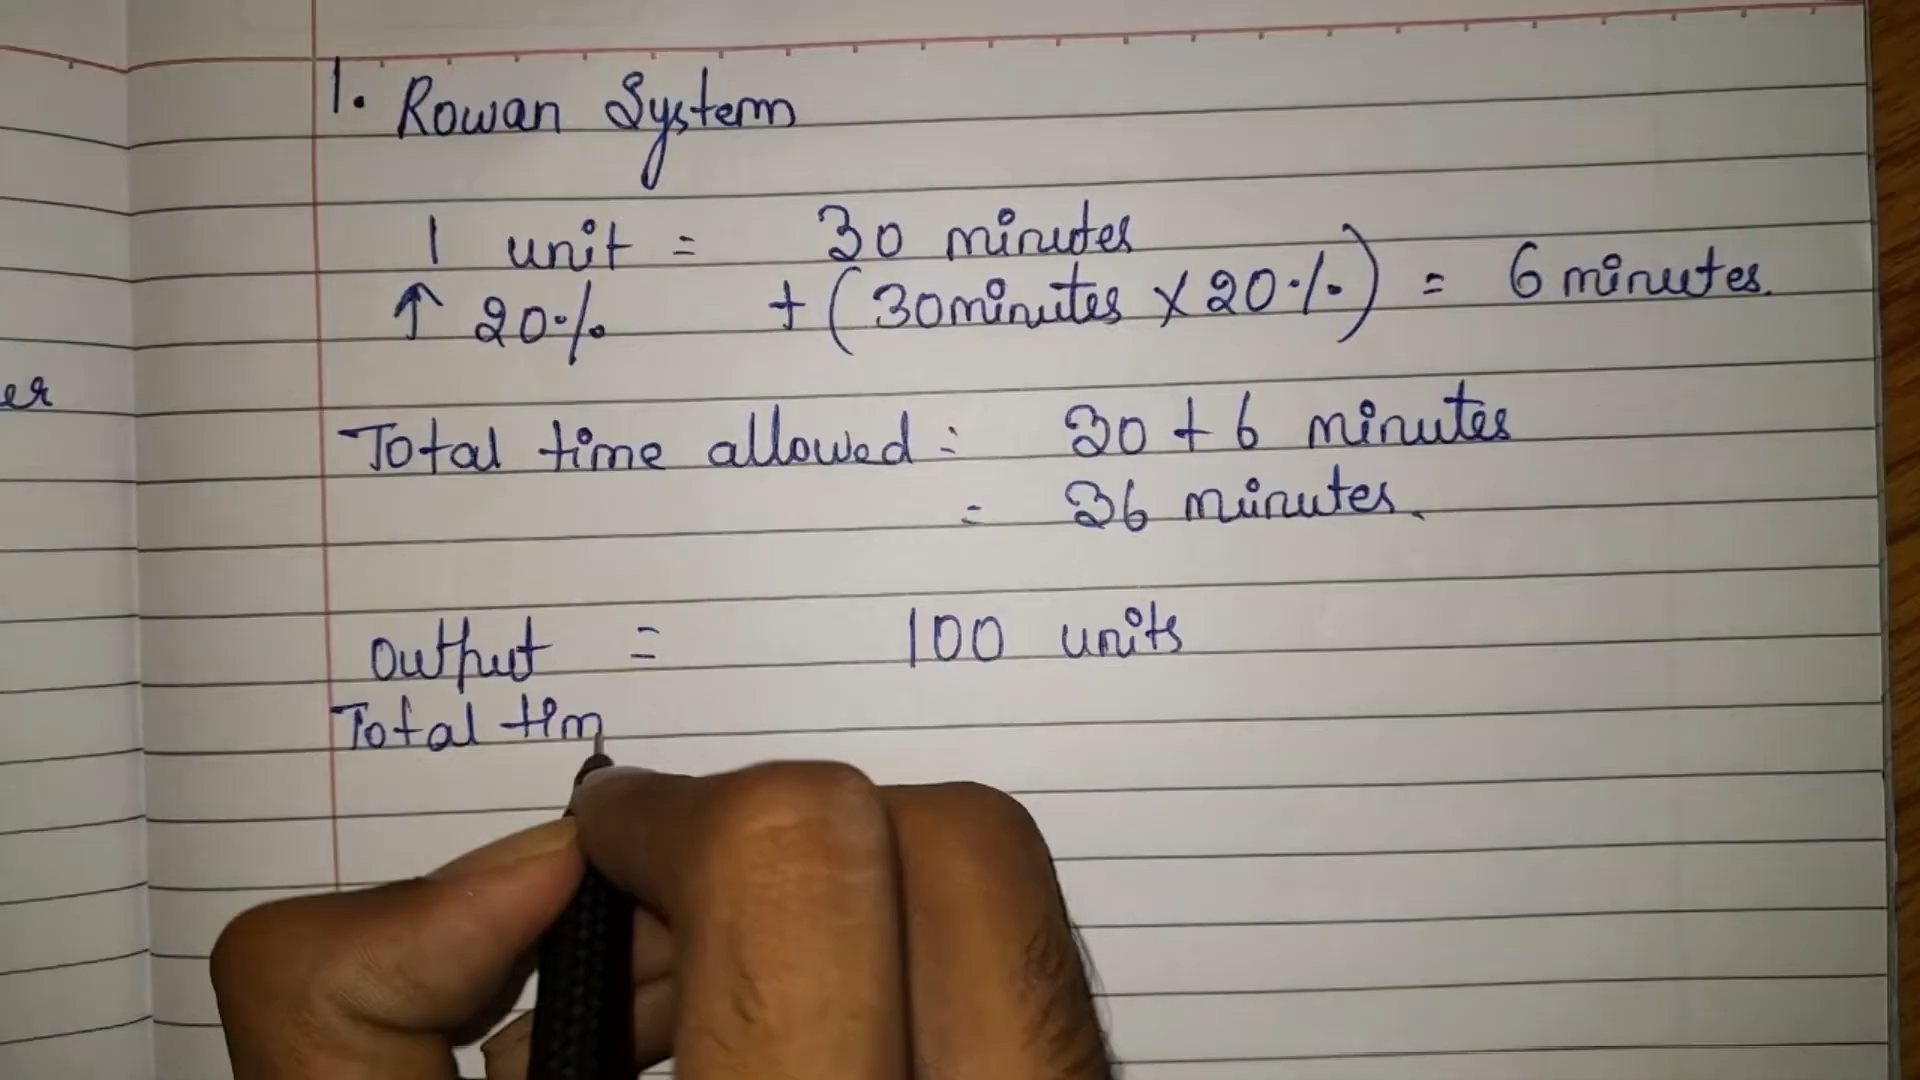 1. Rowan System
1 unit = 30 minutes
↑ 20% + (30minutes × 20%) = 6 minutes.
Total time allowed = 30 + 6 minutes
= 36 minutes.
er
output = 100 units
Total tim